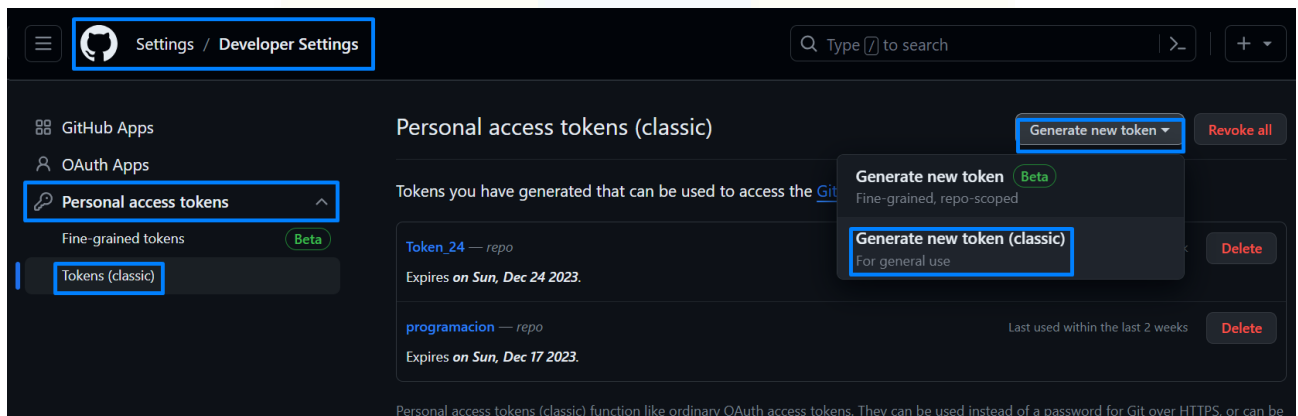 Settings / Developer Settings
Type / to search
GitHub Apps
OAuth Apps
Personal access tokens
Fine-grained tokens Beta
Tokens (classic)
Personal access tokens (classic)
Generate new token
Revoke all
Generate new token Beta
Fine-grained, repo-scoped
Generate new token (classic)
For general use
Tokens you have generated that can be used to access the Git
Token_24 — repo
Delete
Expires on Sun, Dec 24 2023.
programacion — repo
Last used within the last 2 weeks
Delete
Expires on Sun, Dec 17 2023.
Personal access tokens (classic) function like ordinary OAuth access tokens. They can be used instead of a password for Git over HTTPS, or can be